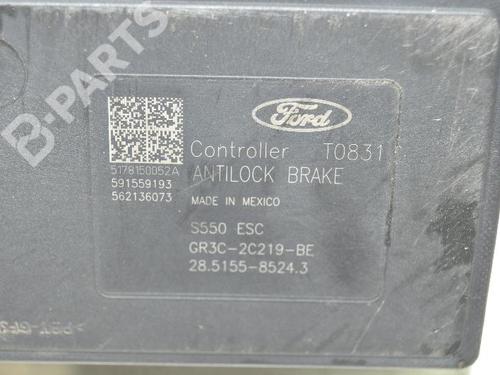 B-PARTS
Ford
Controller T0831
ANTILOCK BRAKE
MADE IN MEXICO
S550 ESC
GR3C-2C219-BE
28.5155-8524.3
5178150052A
591559193
562136073